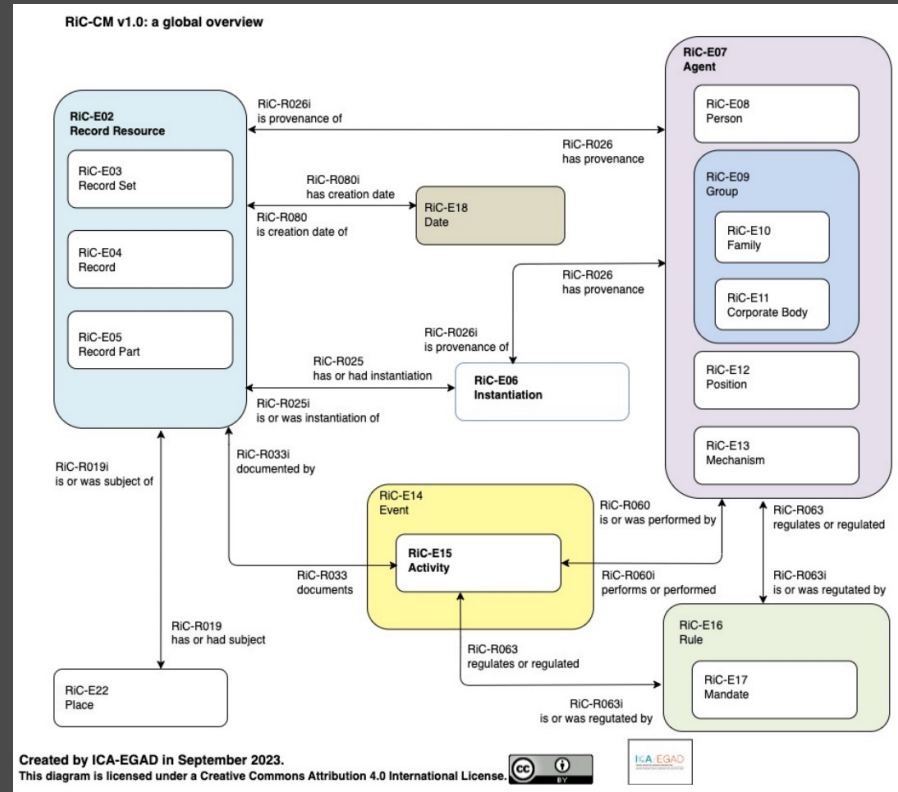 RiC-CM v1.0: a global overview
RiC-E07
Agent
RiC-E02
Record Resource
RiC-R026i
is provenance of
RiC-E08
Person
RiC-R026
has provenance
RiC-E03
Record Set
RiC-E09
Group
RiC-R080i
has creation date
RiC-E18
Date
RiC-R080
is creation date of
RiC-E10
Family
RiC-E04
Record
RiC-R026
has provenance
RiC-E11
Corporate Body
RiC-E05
Record Part
RiC-R026i
is provenance of
RiC-R025
has or had instantiation
RiC-E12
Position
RiC-E06
Instantiation
RiC-R025i
is or was instantiation of
RiC-E13
Mechanism
RiC-R033i
documented by
RiC-R019i
is or was subject of
RiC-E14
Event
RiC-R060
is or was performed by
RiC-R063
regulates or regulated
RiC-E15
Activity
RiC-R033
documents
RiC-R060i
performs or performed
RiC-R063i
is or was regutated by
RiC-R019
has or had subject
RiC-E16
Rule
RiC-R063
regulates or regulated
RiC-E17
Mandate
RiC-E22
Place
RiC-R063i
is or was regutated by
Created by ICA-EGAD in September 2023.
This diagram is licensed under a Creative Commons Attribution 4.0 International License.
CC
BY
ICA/EGAD